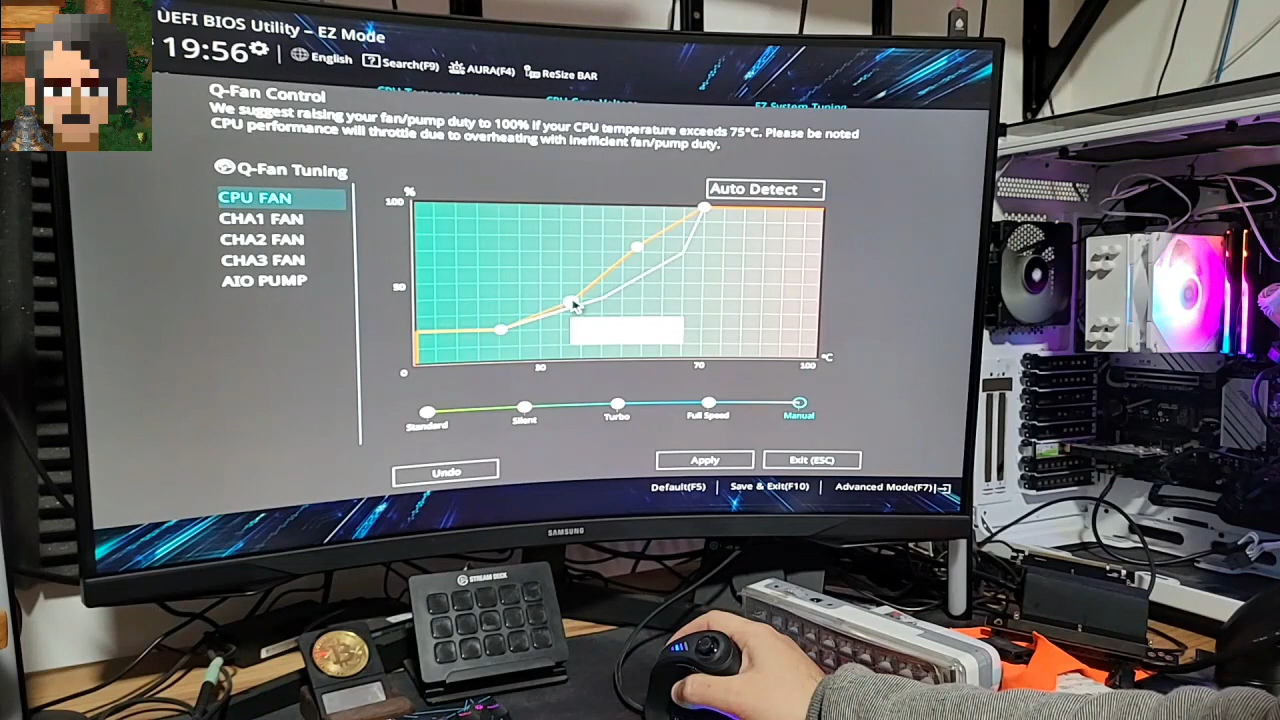 UEFI BIOS Utility – EZ Mode
19:56
English
Search(F9)
AURA(F4)
ReSize BAR
EZ System Tuning
Q-Fan Control
We suggest raising your fan/pump duty to 100% if your CPU temperature exceeds 75°C. Please be noted
CPU performance will throttle due to overheating with inefficient fan/pump duty.
Q-Fan Tuning
CPU FAN
CHA1 FAN
CHA2 FAN
CHA3 FAN
AIO PUMP
Auto Detect
%
100
50
0
30
70
100
°C
Standard
Silent
Turbo
Full Speed
Manual
Undo
Apply
Exit (ESC)
Default(F5)
Save & Exit(F10)
Advanced Mode(F7)
SAMSUNG
STREAM DECK